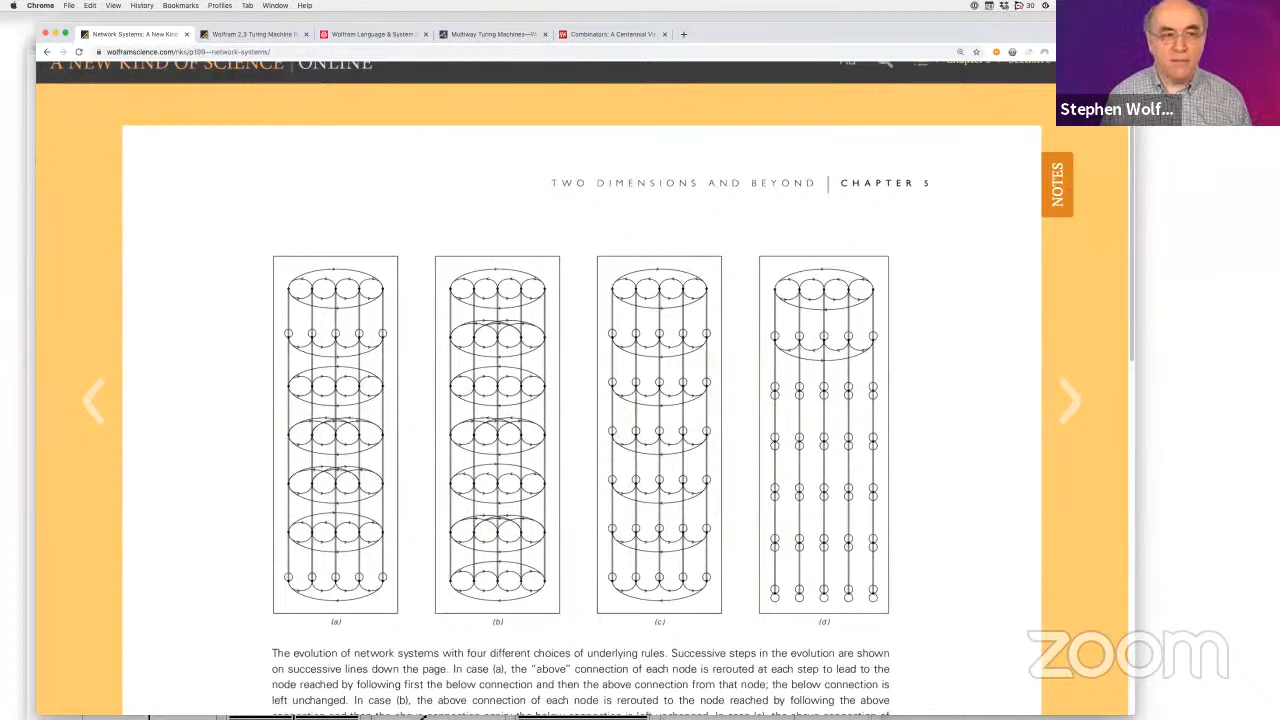 Chrome File Edit View History Bookmarks Profiles Tab Window Help
30
Network Systems: A New Kind
Wolfram 2,3 Turing Machine
Wolfram Language & System
Multiway Turing Machines—W
Combinators: A Centennial Vi
wolframscience.com/nks/p199--network-systems/
A NEW KIND OF SCIENCE | ONLINE
Stephen Wolf...
NOTES
TWO DIMENSIONS AND BEYOND | CHAPTER 5
(a) (b) (c) (d)
The evolution of network systems with four different choices of underlying rules. Successive steps in the evolution are shown
on successive lines down the page. In case (a), the “above” connection of each node is rerouted at each step to lead to the
node reached by following first the below connection and then the above connection from that node; the below connection is
left unchanged. In case (b), the above connection of each node is rerouted to the node reached by following the above
zoom